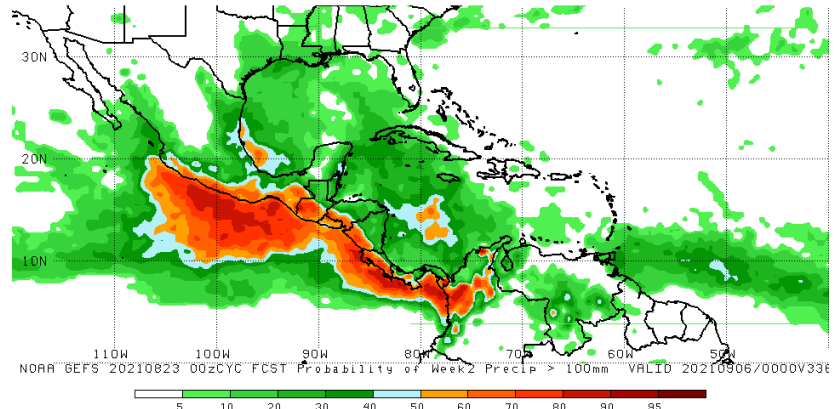 30N
20N
10N
110W 100W 90W 80W 70W 60W 50W
NOAA GEFS 20210823 00zCYC FCST Probability of Week2 Precip > 100mm VALID 20210906/0000V336
5 10 20 30 40 50 60 70 80 90 95